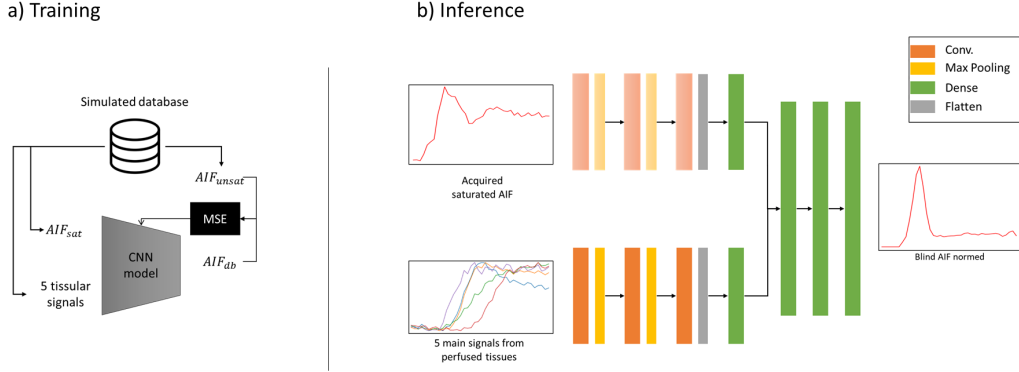 a) Training
b) Inference
Simulated database
AIF_unsat
MSE
AIF_sat
CNN
model
AIF_db
5 tissular
signals
Acquired
saturated AIF
5 main signals from
perfused tissues
Conv.
Max Pooling
Dense
Flatten
Blind AIF normed